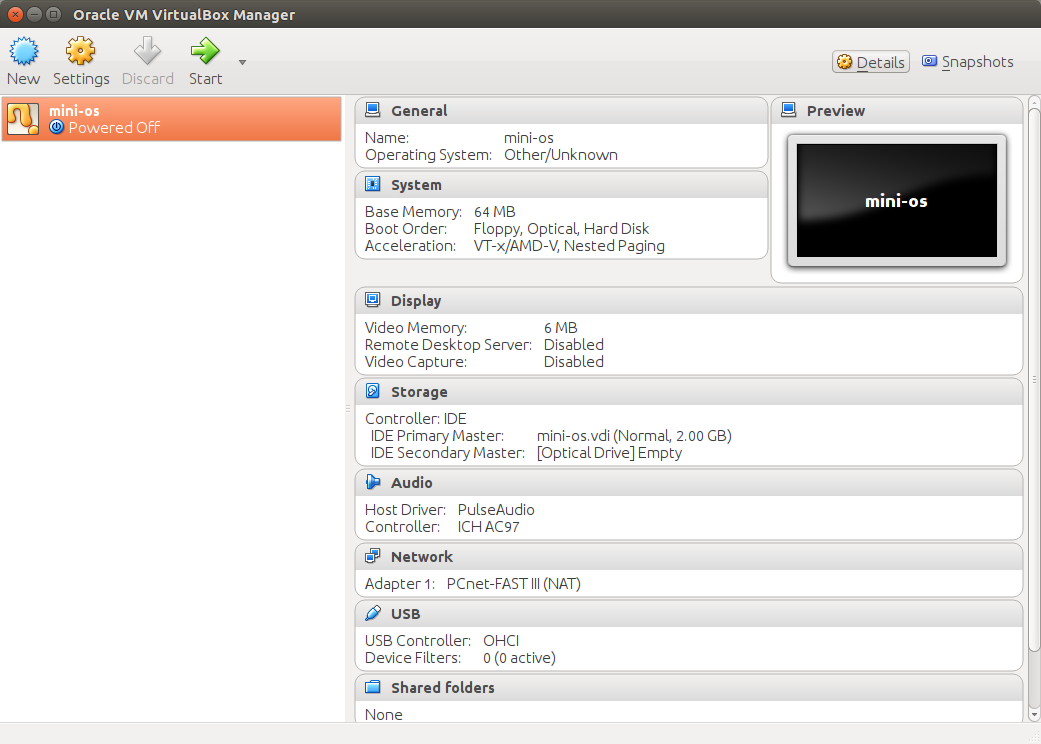 Oracle VM VirtualBox Manager
New Settings Discard Start Details Snapshots
mini-os
Powered Off
General
Name: mini-os
Operating System: Other/Unknown
System
Base Memory: 64 MB
Boot Order: Floppy, Optical, Hard Disk
Acceleration: VT-x/AMD-V, Nested Paging
Preview
mini-os
Display
Video Memory: 6 MB
Remote Desktop Server: Disabled
Video Capture: Disabled
Storage
Controller: IDE
IDE Primary Master: mini-os.vdi (Normal, 2.00 GB)
IDE Secondary Master: [Optical Drive] Empty
Audio
Host Driver: PulseAudio
Controller: ICH AC97
Network
Adapter 1: PCnet-FAST III (NAT)
USB
USB Controller: OHCI
Device Filters: 0 (0 active)
Shared folders
None